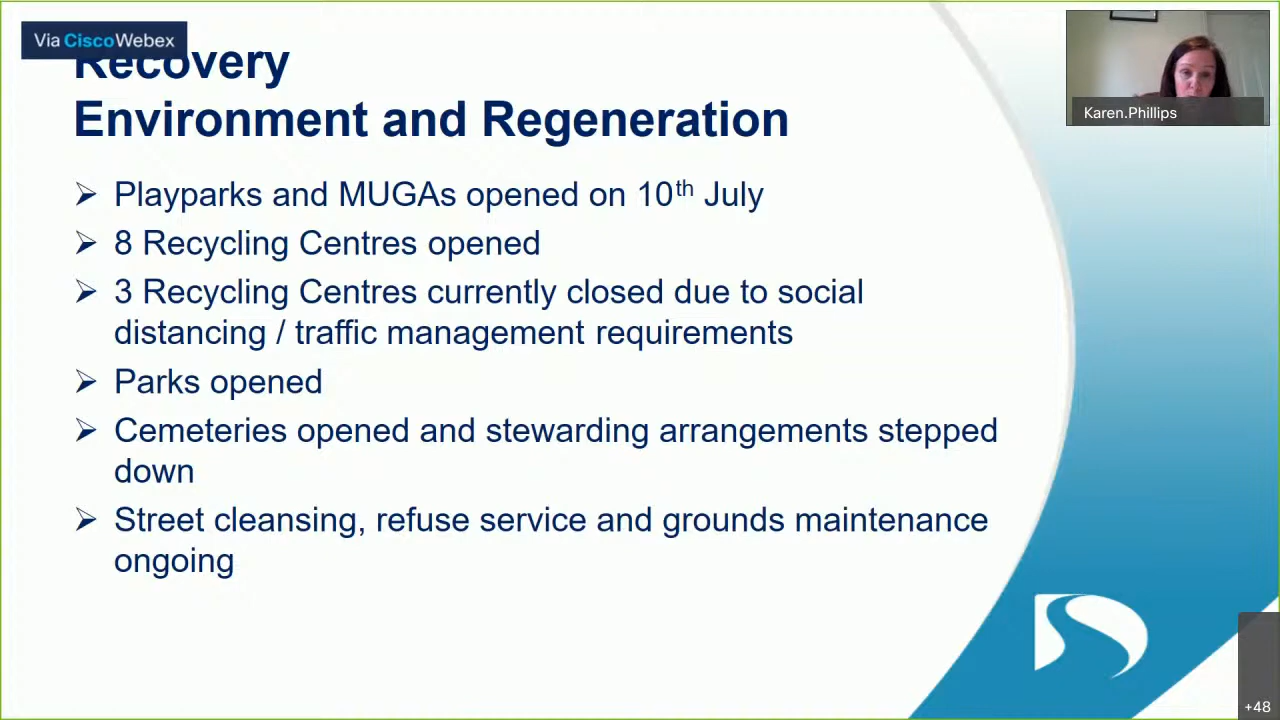 Via Cisco Webex
Recovery
Environment and Regeneration
Karen.Phillips
➢ Playparks and MUGAs opened on 10th July
➢ 8 Recycling Centres opened
➢ 3 Recycling Centres currently closed due to social
distancing / traffic management requirements
➢ Parks opened
➢ Cemeteries opened and stewarding arrangements stepped
down
➢ Street cleansing, refuse service and grounds maintenance
ongoing
+48